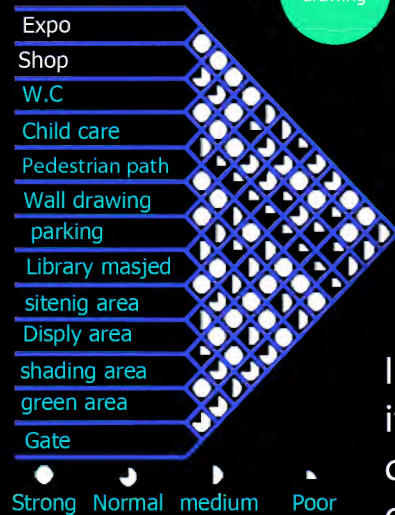 drawing
Expo
Shop
W.C
Child care
Pedestrian path
Wall drawing
parking
Library masjed
sitenig area
Disply area
shading area
green area
Gate
Strong Normal medium Poor